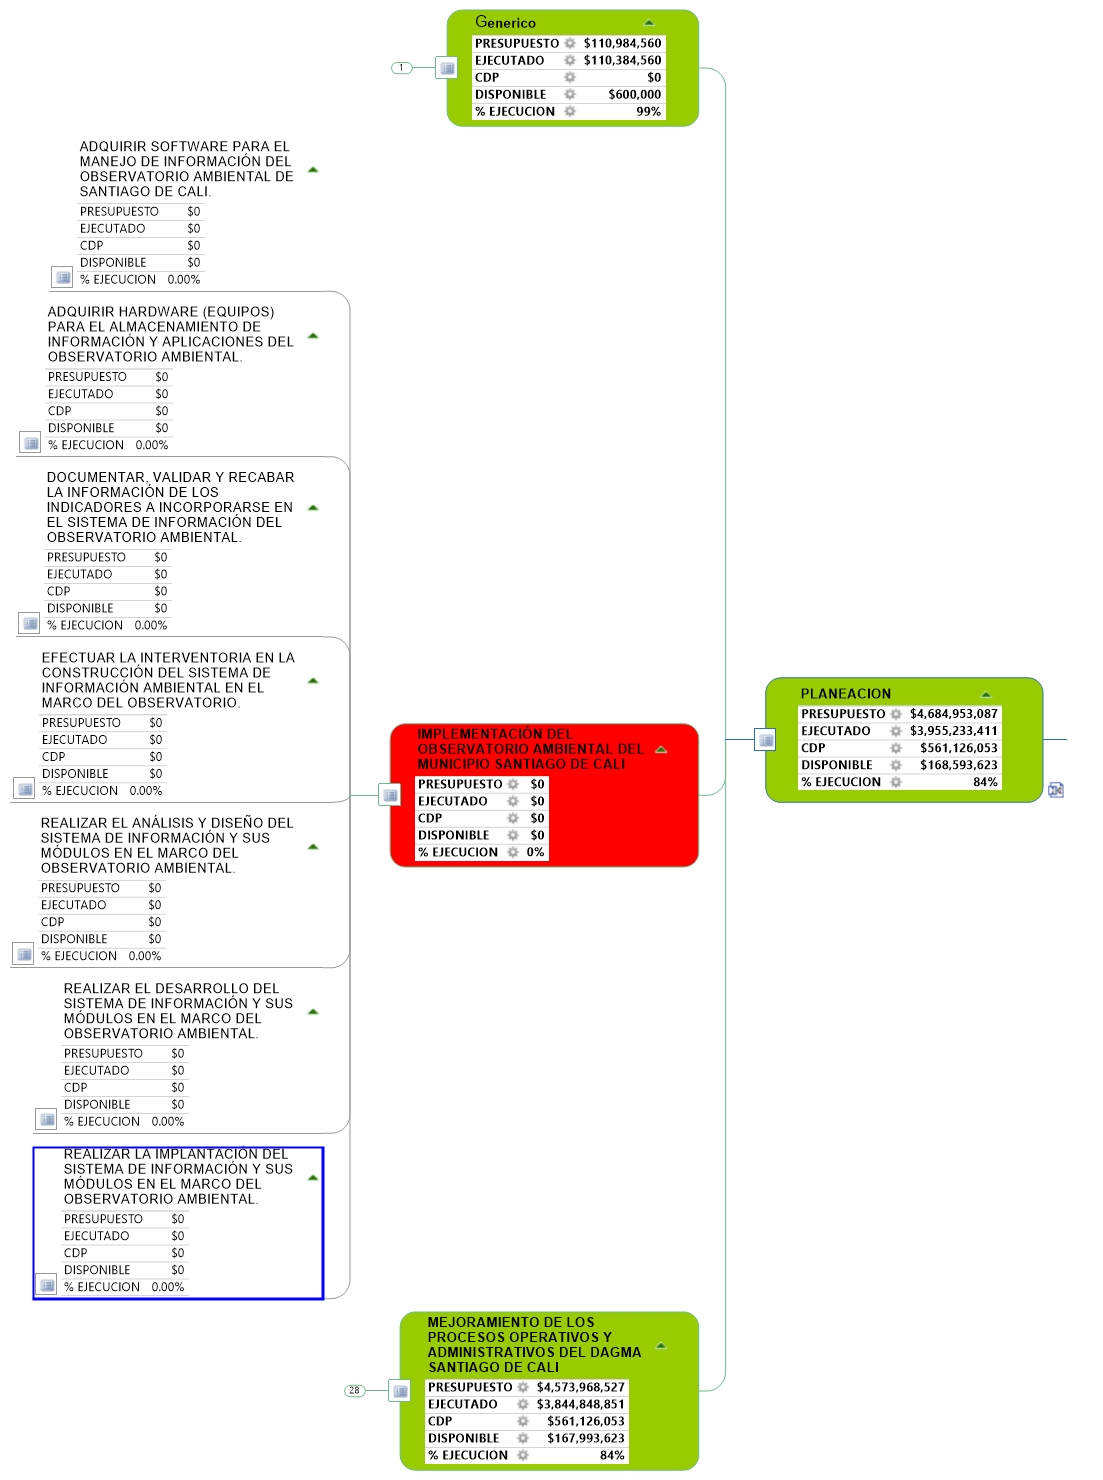 Generico
PRESUPUESTO $110,984,560
EJECUTADO $110,384,560
CDP $0
DISPONIBLE $600,000
% EJECUCION 99%
1
ADQUIRIR SOFTWARE PARA EL
MANEJO DE INFORMACIÓN DEL
OBSERVATORIO AMBIENTAL DE
SANTIAGO DE CALI.
PRESUPUESTO $0
EJECUTADO $0
CDP $0
DISPONIBLE $0
% EJECUCION 0.00%
ADQUIRIR HARDWARE (EQUIPOS)
PARA EL ALMACENAMIENTO DE
INFORMACIÓN Y APLICACIONES DEL
OBSERVATORIO AMBIENTAL.
PRESUPUESTO $0
EJECUTADO $0
CDP $0
DISPONIBLE $0
% EJECUCION 0.00%
DOCUMENTAR, VALIDAR Y RECABAR
LA INFORMACIÓN DE LOS
INDICADORES A INCORPORARSE EN
EL SISTEMA DE INFORMACIÓN DEL
OBSERVATORIO AMBIENTAL.
PRESUPUESTO $0
EJECUTADO $0
CDP $0
DISPONIBLE $0
% EJECUCION 0.00%
EFECTUAR LA INTERVENTORIA EN LA
CONSTRUCCIÓN DEL SISTEMA DE
INFORMACIÓN AMBIENTAL EN EL
MARCO DEL OBSERVATORIO.
PRESUPUESTO $0
EJECUTADO $0
CDP $0
DISPONIBLE $0
% EJECUCION 0.00%
REALIZAR EL ANÁLISIS Y DISEÑO DEL
SISTEMA DE INFORMACIÓN Y SUS
MÓDULOS EN EL MARCO DEL
OBSERVATORIO AMBIENTAL.
PRESUPUESTO $0
EJECUTADO $0
CDP $0
DISPONIBLE $0
% EJECUCION 0.00%
REALIZAR EL DESARROLLO DEL
SISTEMA DE INFORMACIÓN Y SUS
MÓDULOS EN EL MARCO DEL
OBSERVATORIO AMBIENTAL.
PRESUPUESTO $0
EJECUTADO $0
CDP $0
DISPONIBLE $0
% EJECUCION 0.00%
REALIZAR LA IMPLANTACIÓN DEL
SISTEMA DE INFORMACIÓN Y SUS
MÓDULOS EN EL MARCO DEL
OBSERVATORIO AMBIENTAL.
PRESUPUESTO $0
EJECUTADO $0
CDP $0
DISPONIBLE $0
% EJECUCION 0.00%
IMPLEMENTACIÓN DEL
OBSERVATORIO AMBIENTAL DEL
MUNICIPIO SANTIAGO DE CALI
PRESUPUESTO $0
EJECUTADO $0
CDP $0
DISPONIBLE $0
% EJECUCION 0%
PLANEACION
PRESUPUESTO $4,684,953,087
EJECUTADO $3,955,233,411
CDP $561,126,053
DISPONIBLE $168,593,623
% EJECUCION 84%
MEJORAMIENTO DE LOS
PROCESOS OPERATIVOS Y
ADMINISTRATIVOS DEL DAGMA
SANTIAGO DE CALI
28
PRESUPUESTO $4,573,968,527
EJECUTADO $3,844,848,851
CDP $561,126,053
DISPONIBLE $167,993,623
% EJECUCION 84%